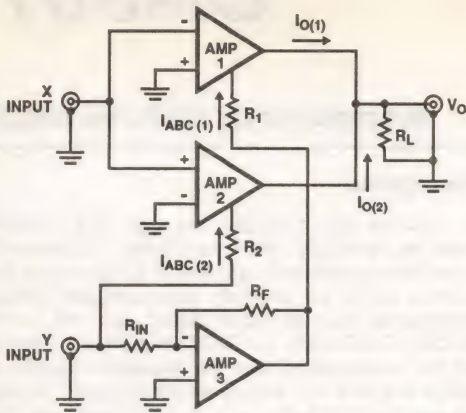 I_O(1)
-
AMP
1
+
X
INPUT
I_ABC (1)
R_1
V_O
R_L
+
AMP
2
-
I_O(2)
I_ABC (2)
R_2
R_F
Y
INPUT
R_IN
-
AMP
3
+